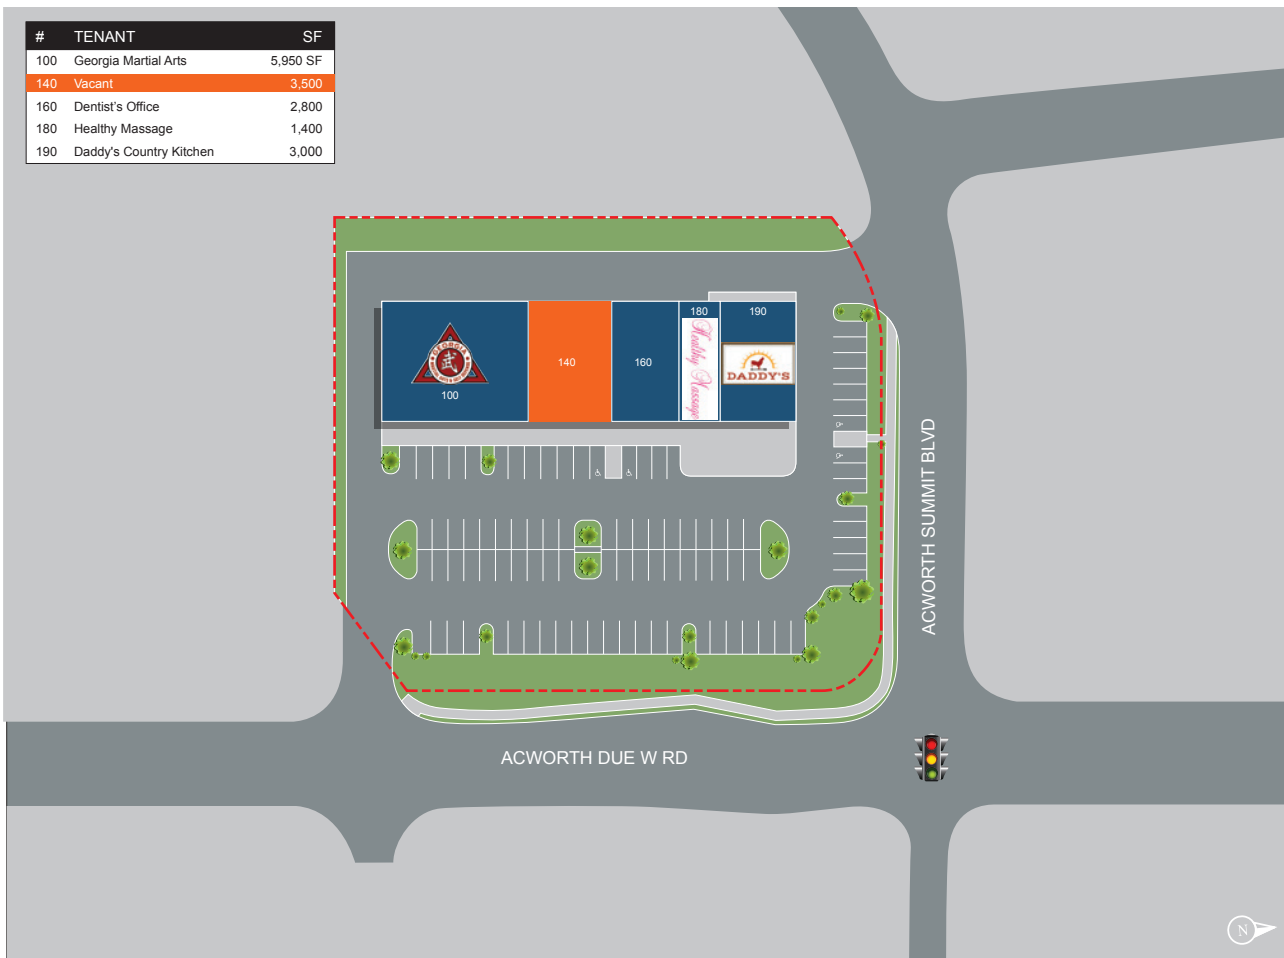 # TENANT SF
100 Georgia Martial Arts 5,950 SF
140 Vacant 3,500
160 Dentist's Office 2,800
180 Healthy Massage 1,400
190 Daddy's Country Kitchen 3,000
180
190
GEORGIA
武
100
140
160
Healthy Massage
DADDY'S
ACWORTH SUMMIT BLVD
ACWORTH DUE W RD
N